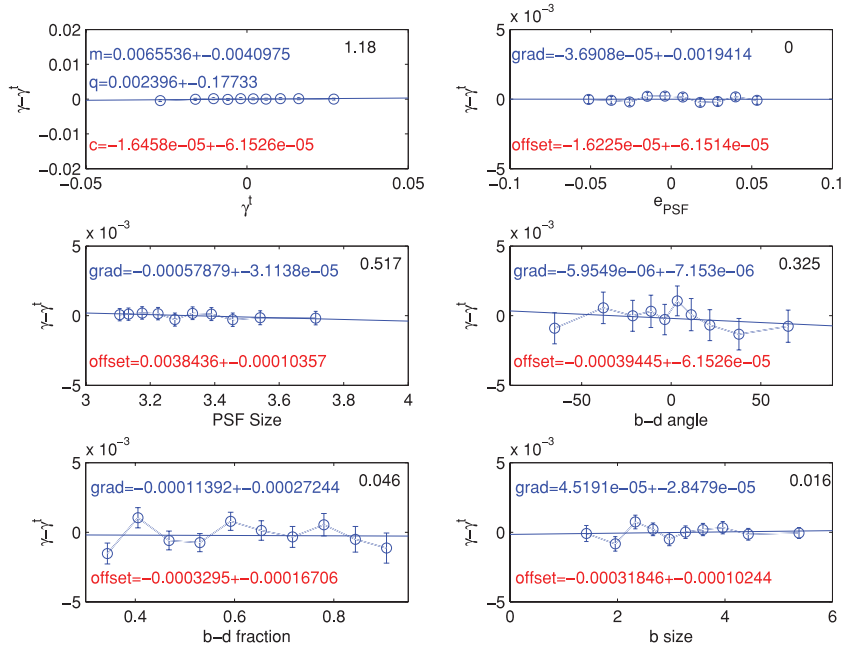 0.02
0.01
0
−0.01
−0.02
γ−γᵗ
m=0.0065536+−0.0040975
1.18
q=0.002396+−0.17733
c=−1.6458e−05+−6.1526e−05
−0.05
0
0.05
γᵗ
x 10⁻³
5
0
−5
γ−γᵗ
grad=−3.6908e−05+−0.0019414
0
offset=−1.6225e−05+−6.1514e−05
−0.1
−0.05
0
0.05
0.1
e_PSF
x 10⁻³
5
0
−5
γ−γᵗ
grad=−0.00057879+−3.1138e−05
0.517
offset=0.0038436+−0.00010357
3
3.2
3.4
3.6
3.8
4
PSF Size
x 10⁻³
5
0
−5
γ−γᵗ
grad=−5.9549e−06+−7.153e−06
0.325
offset=−0.00039445+−6.1526e−05
−50
0
50
b−d angle
x 10⁻³
5
0
−5
γ−γᵗ
grad=−0.00011392+−0.00027244
0.046
offset=−0.0003295+−0.00016706
0.4
0.6
0.8
b−d fraction
x 10⁻³
5
0
−5
γ−γᵗ
grad=4.5191e−05+−2.8479e−05
0.016
offset=−0.00031846+−0.00010244
0
2
4
6
b size